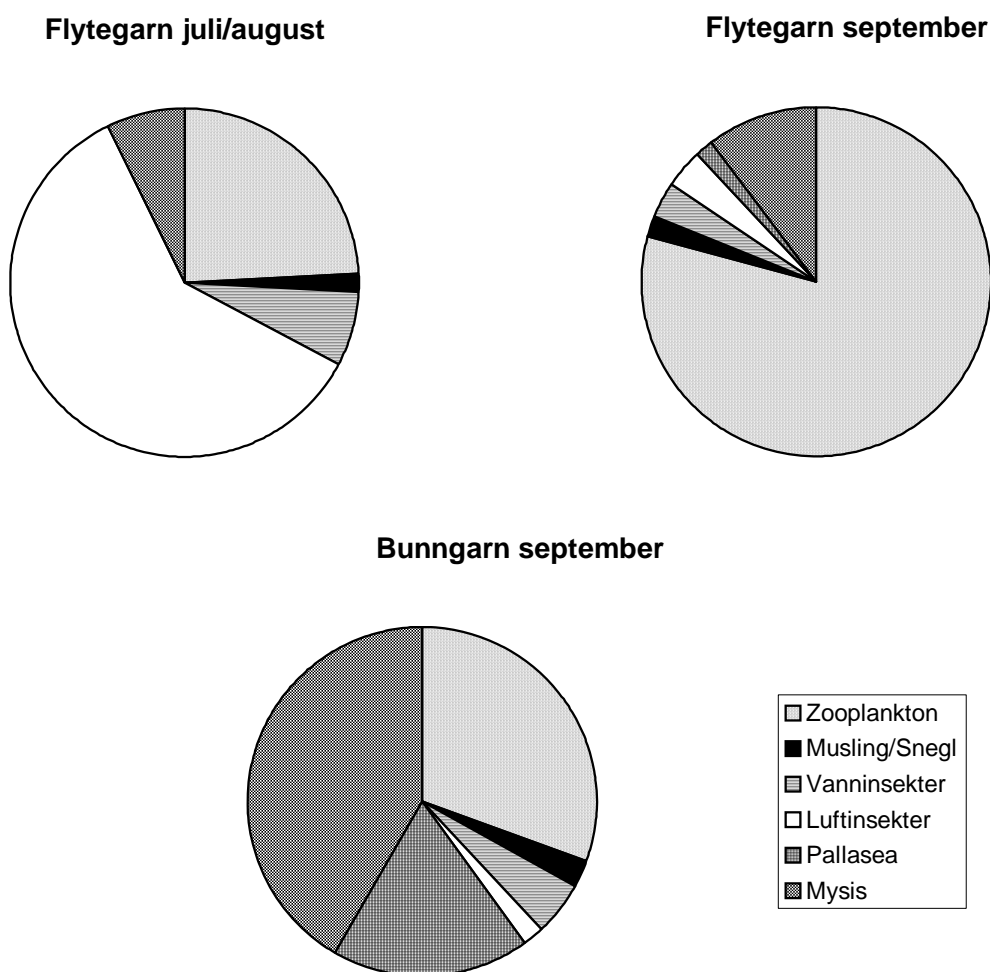 Flytegarn juli/august
Flytegarn september
Bunngarn september
Zooplankton
Musling/Snegl
Vanninsekter
Luftinsekter
Pallasea
Mysis